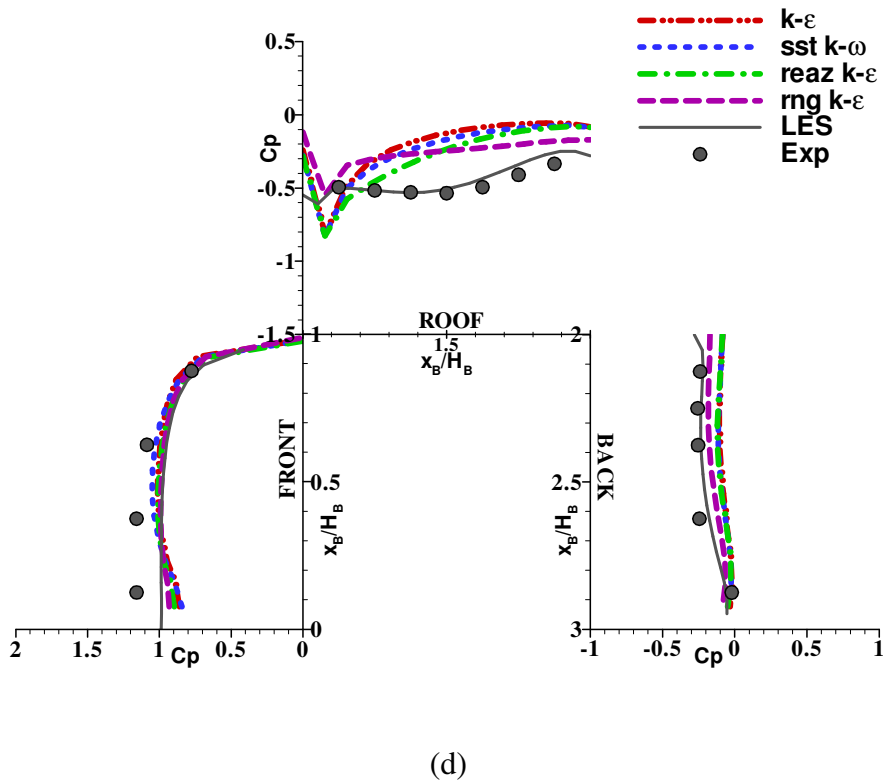 k-ε
sst k-ω
reaz k-ε
rng k-ε
LES
Exp
0.5
0
-0.5
-1
-1.5
Cp
ROOF
1
1.5
2
x_B/H_B
FRONT
1
0.5
0
x_B/H_B
2 1 0.5 0
Cp
BACK
2
2.5
3
x_B/H_B
-1 -0.5 0 0.5 1
Cp
(d)